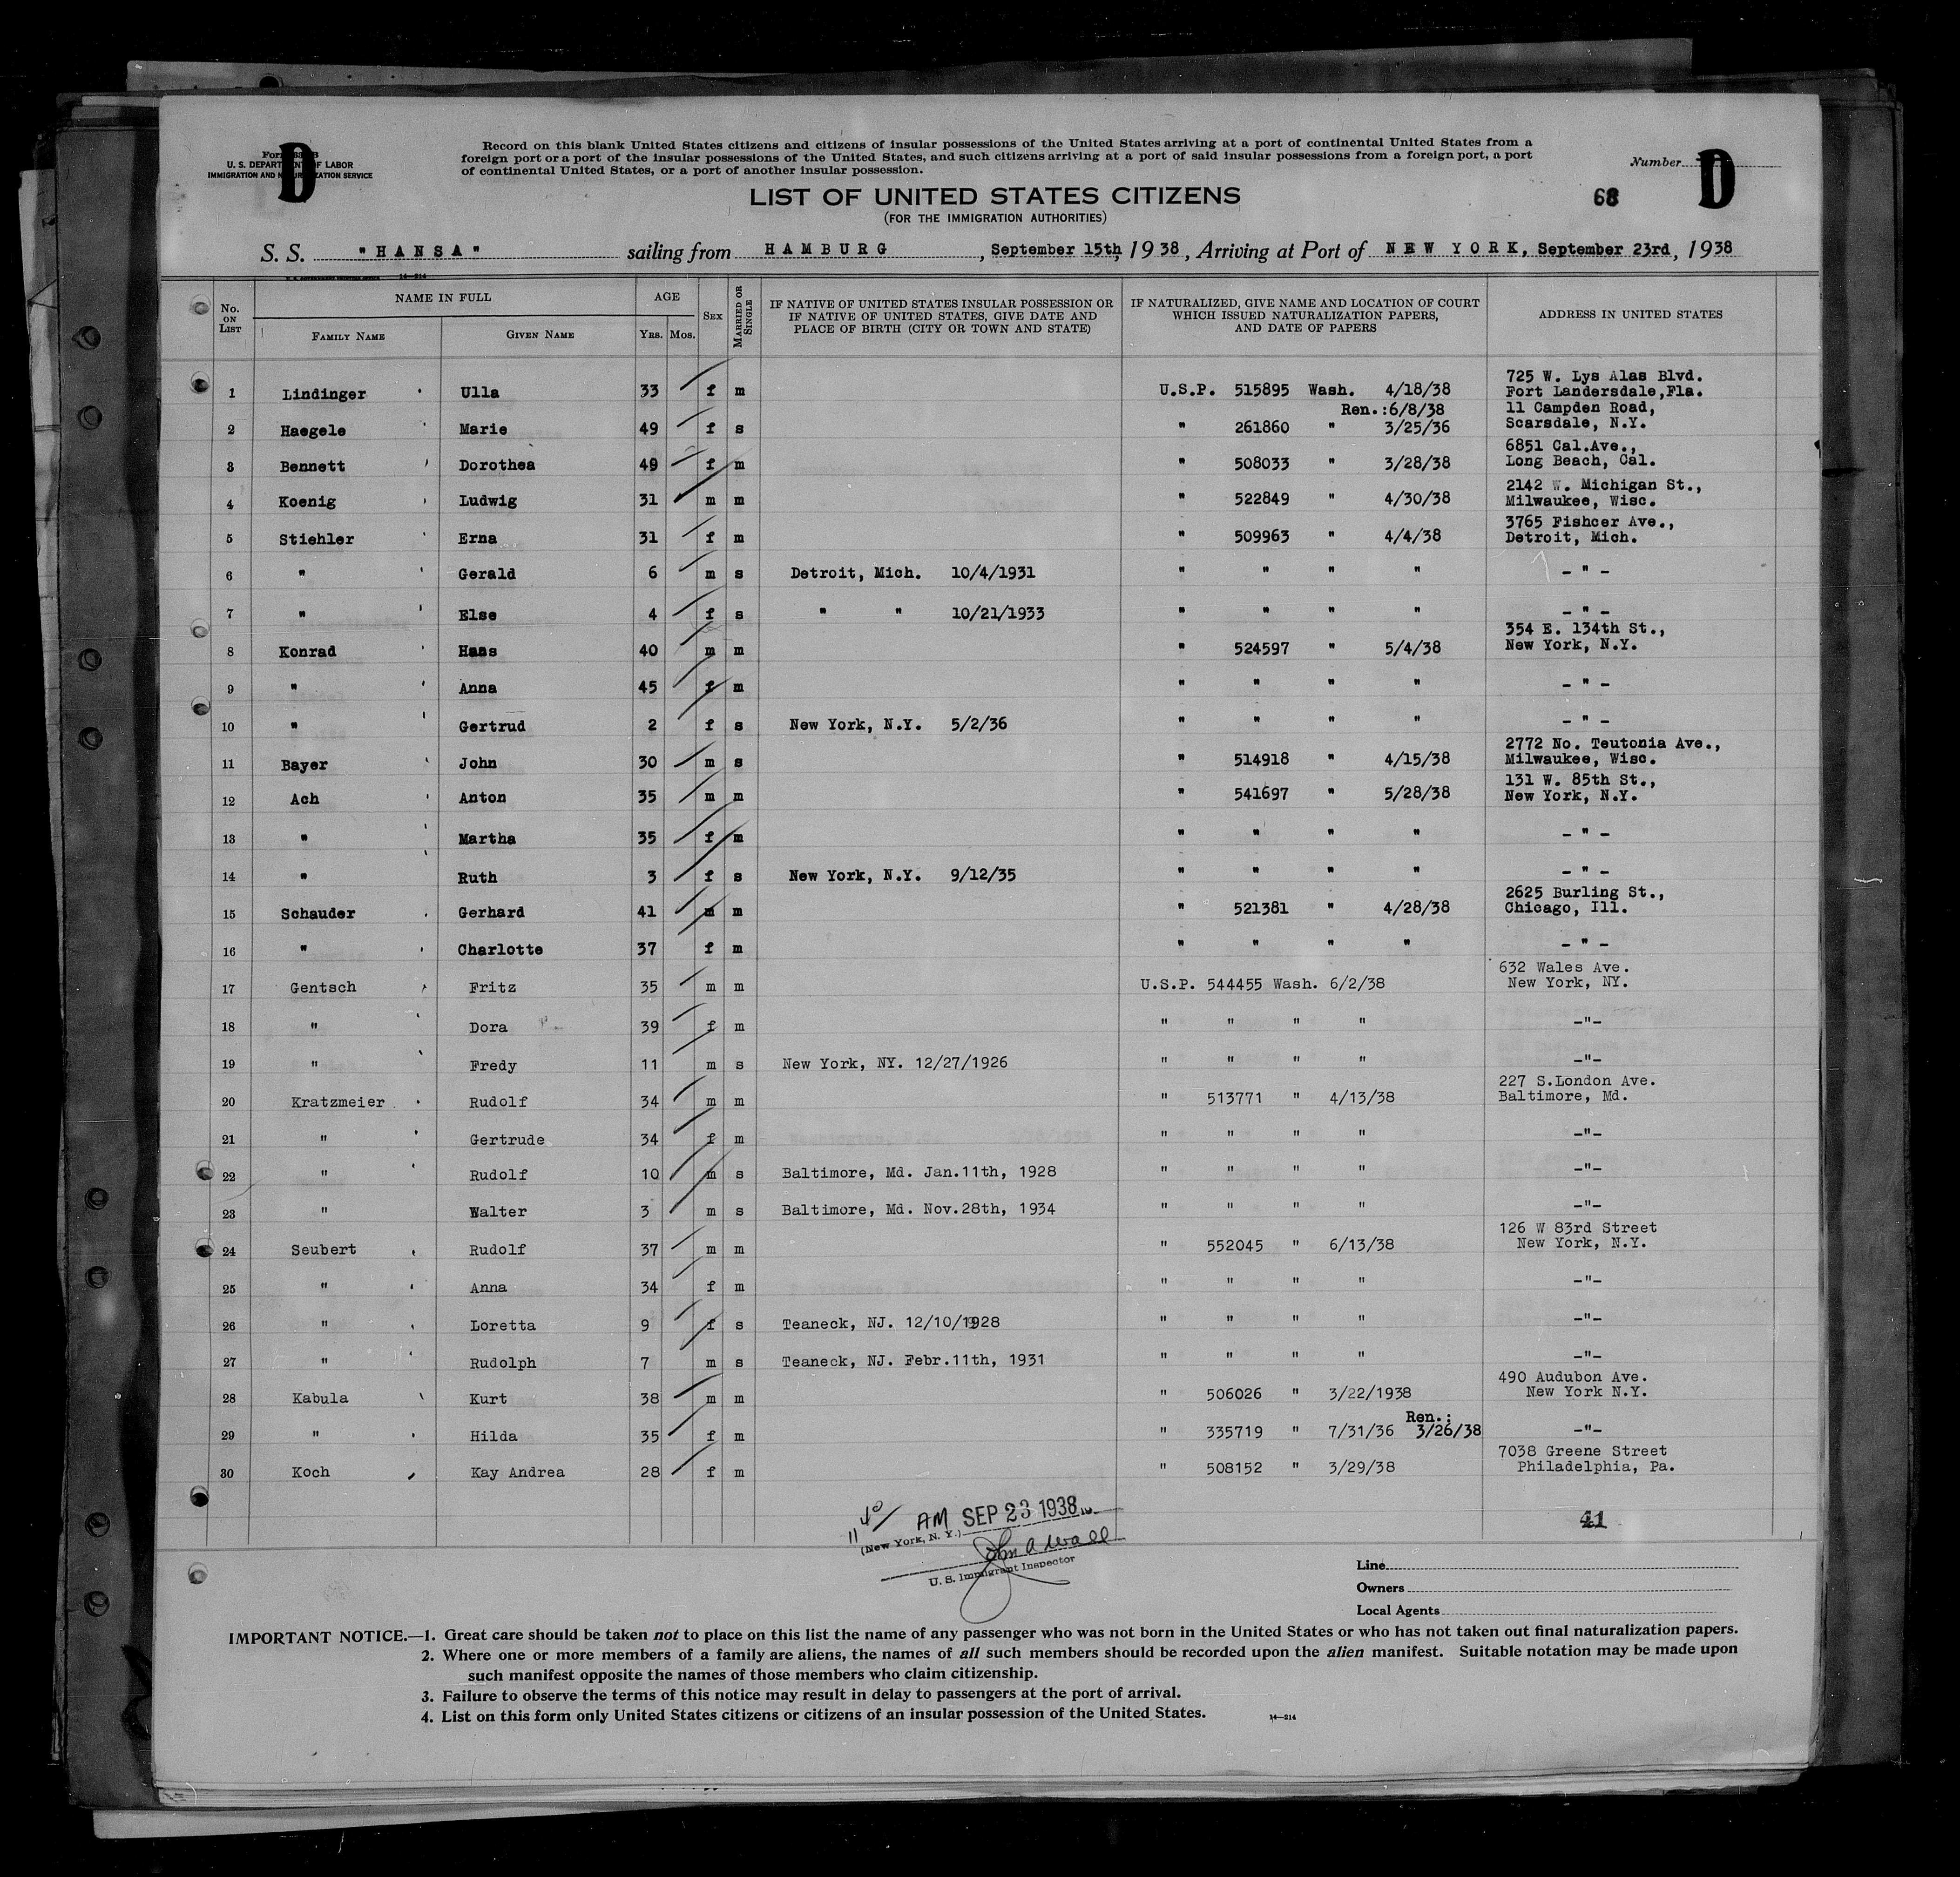 U. S. DEPARTMENT OF LABOR
IMMIGRATION AND NATURALIZATION SERVICE
D
Record on this blank United States citizens and citizens of insular possessions of the United States arriving at a port of continental United States from a
foreign port or a port of the insular possessions of the United States, and such citizens arriving at a port of said insular possessions from a foreign port, a port
of continental United States, or a port of another insular possession.
Number
D
68
LIST OF UNITED STATES CITIZENS
(FOR THE IMMIGRATION AUTHORITIES)
S. S. "HANSA" sailing from HAMBURG, September 15th, 1938, Arriving at Port of NEW YORK, September 23rd, 1938
No. ON LIST
NAME IN FULL
FAMILY NAME
GIVEN NAME
AGE
YRS. MOS.
SEX
MARRIED OR SINGLE
IF NATIVE OF UNITED STATES INSULAR POSSESSION OR
IF NATIVE OF UNITED STATES, GIVE DATE AND
PLACE OF BIRTH (CITY OR TOWN AND STATE)
IF NATURALIZED, GIVE NAME AND LOCATION OF COURT
WHICH ISSUED NATURALIZATION PAPERS,
AND DATE OF PAPERS
ADDRESS IN UNITED STATES
1 Lindinger Ulla 33 f m U.S.P. 515895 Wash. 4/18/38 725 W. Lys Alas Blvd.
Fort Landersdale,Fla.
2 Haegele Marie 49 f s " 261860 " Ren.:6/8/38 3/25/36 11 Campden Road,
Scarsdale, N.Y.
3 Bennett Dorothea 49 f m " 508033 " 3/28/38 6851 Cal.Ave.,
Long Beach, Cal.
4 Koenig Ludwig 31 m m " 522849 " 4/30/38 2142 W. Michigan St.,
Milwaukee, Wisc.
5 Stiehler Erna 31 f m " 509963 " 4/4/38 3765 Fishcer Ave.,
Detroit, Mich.
6 " Gerald 6 m s Detroit, Mich. 10/4/1931 " " " " - " -
7 " Else 4 f s " " 10/21/1933 " " " " - " -
8 Konrad Hans 40 m m " 524597 " 5/4/38 354 E. 134th St.,
New York, N.Y.
9 " Anna 45 f m " " " " - " -
10 " Gertrud 2 f s New York, N.Y. 5/2/36 " " " " - " -
11 Bayer John 30 m s " 514918 " 4/15/38 2772 No. Teutonia Ave.,
Milwaukee, Wisc.
12 Ach Anton 35 m m " 541697 " 5/28/38 131 W. 85th St.,
New York, N.Y.
13 " Martha 35 f m " " " " - " -
14 " Ruth 3 f s New York, N.Y. 9/12/35 " " " " - " -
15 Schauder Gerhard 41 m m " 521381 " 4/28/38 2625 Burling St.,
Chicago, Ill.
16 " Charlotte 37 f m " " " " - " -
17 Gentsch Fritz 35 m m U.S.P. 544455 Wash. 6/2/38 632 Wales Ave.
New York, NY.
18 " Dora 39 f m " " " " -"-
19 " Fredy 11 m s New York, NY. 12/27/1926 " " " " -"-
20 Kratzmeier Rudolf 34 m m " 513771 " 4/13/38 227 S.London Ave.
Baltimore, Md.
21 " Gertrude 34 f m " " " " -"-
22 " Rudolf 10 m s Baltimore, Md. Jan.11th, 1928 " " " " -"-
23 " Walter 3 m s Baltimore, Md. Nov.28th, 1934 " " " " -"-
24 Seubert Rudolf 37 m m " 552045 " 6/13/38 126 W 83rd Street
New York, N.Y.
25 " Anna 34 f m " " " " -"-
26 " Loretta 9 f s Teaneck, NJ. 12/10/1928 " " " " -"-
27 " Rudolph 7 m s Teaneck, NJ. Febr.11th, 1931 " " " " -"-
28 Kabula Kurt 38 m m " 506026 " 3/22/1938 490 Audubon Ave.
New York N.Y.
29 " Hilda 35 f m " 335719 " 7/31/36 Ren.: 3/26/38 -"-
30 Koch Kay Andrea 28 f m " 508152 " 3/29/38 7038 Greene Street
Philadelphia, Pa.
11 40/ AM SEP 23 1938
(New York, N. Y.)
John A Wall
U. S. Immigrant Inspector
41
Line
Owners
Local Agents
IMPORTANT NOTICE.—1. Great care should be taken not to place on this list the name of any passenger who was not born in the United States or who has not taken out final naturalization papers.
2. Where one or more members of a family are aliens, the names of all such members should be recorded upon the alien manifest. Suitable notation may be made upon
such manifest opposite the names of those members who claim citizenship.
3. Failure to observe the terms of this notice may result in delay to passengers at the port of arrival.
4. List on this form only United States citizens or citizens of an insular possession of the United States.
14—214